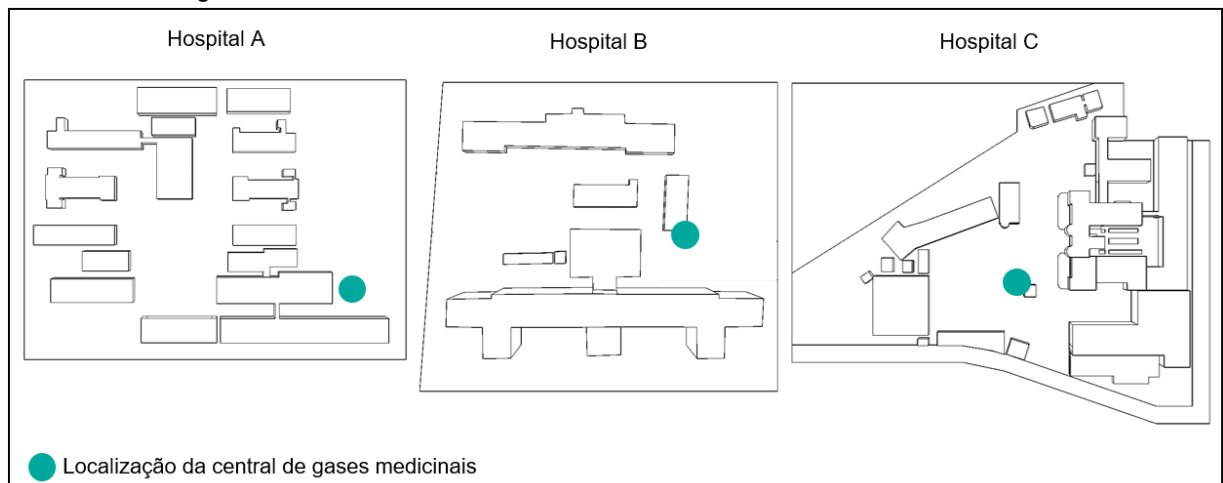 Hospital A
Hospital B
Hospital C
Localização da central de gases medicinais